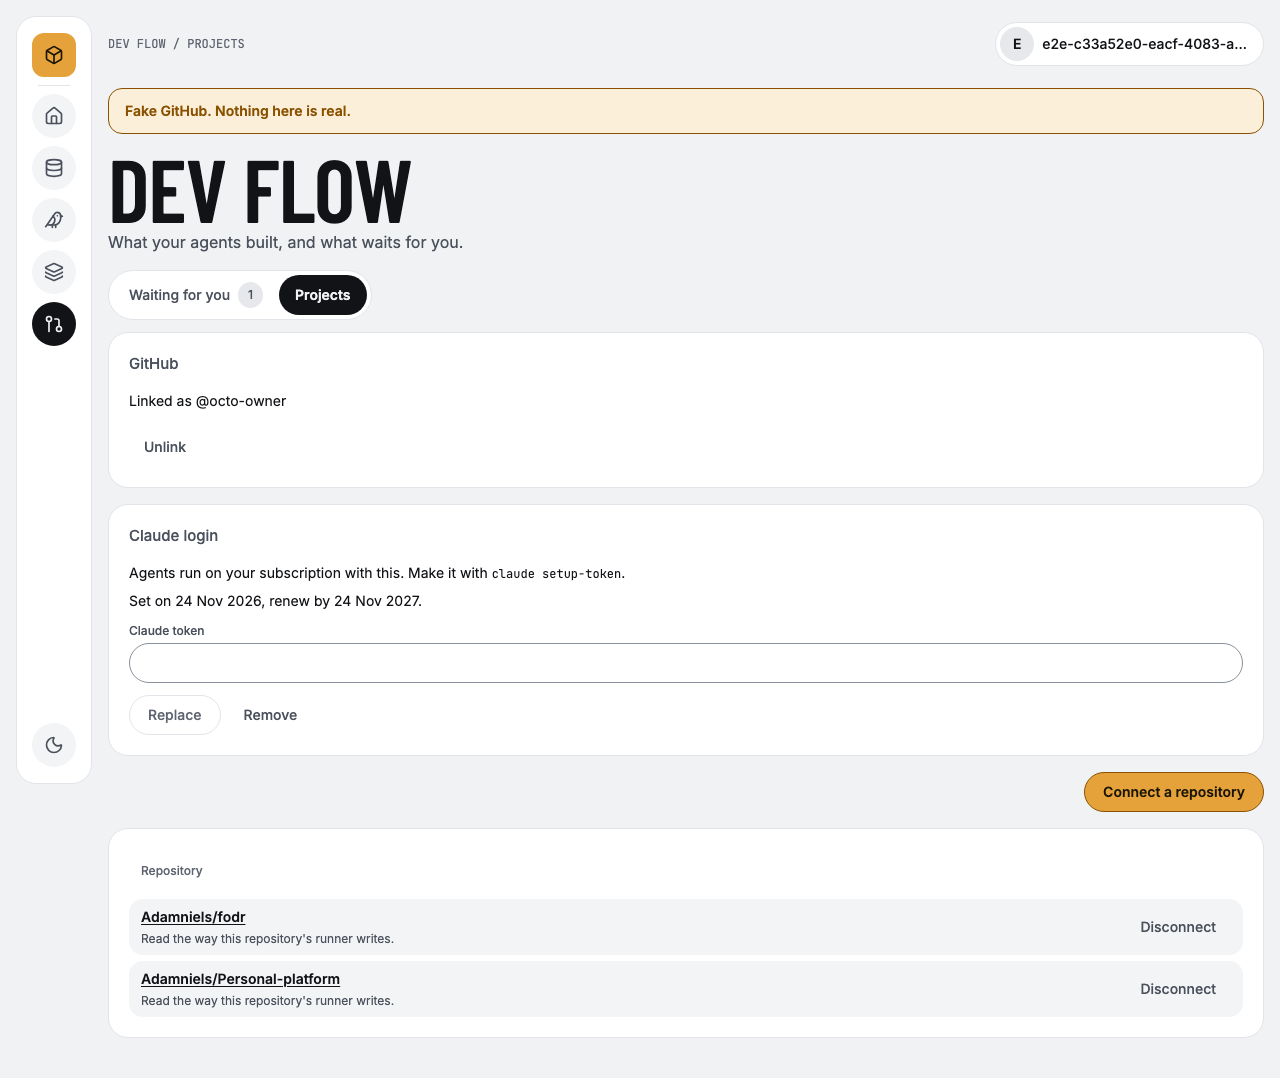 DEV FLOW / PROJECTS
E
e2e-c33a52e0-eacf-4083-a...
Fake GitHub. Nothing here is real.
DEV FLOW
What your agents built, and what waits for you.
Waiting for you 1
Projects
GitHub
Linked as @octo-owner
Unlink
Claude login
Agents run on your subscription with this. Make it with claude setup-token.
Set on 24 Nov 2026, renew by 24 Nov 2027.
Claude token
Replace
Remove
Connect a repository
Repository
Adamniels/fodr
Read the way this repository's runner writes.
Disconnect
Adamniels/Personal-platform
Read the way this repository's runner writes.
Disconnect